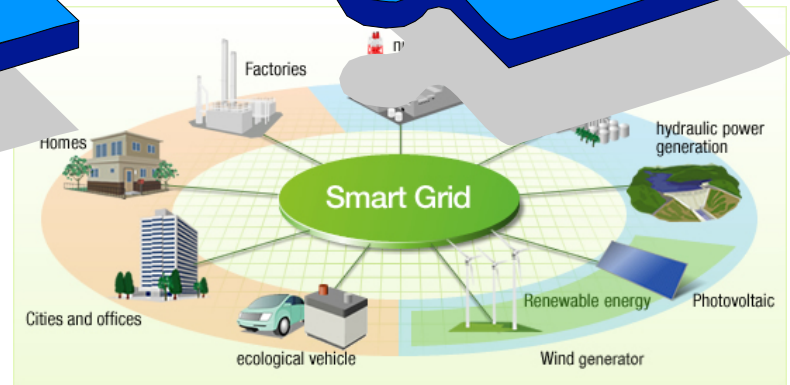 Factories
Homes
hydraulic power
generation
Smart Grid
Renewable energy
Photovoltaic
Cities and offices
ecological vehicle
Wind generator